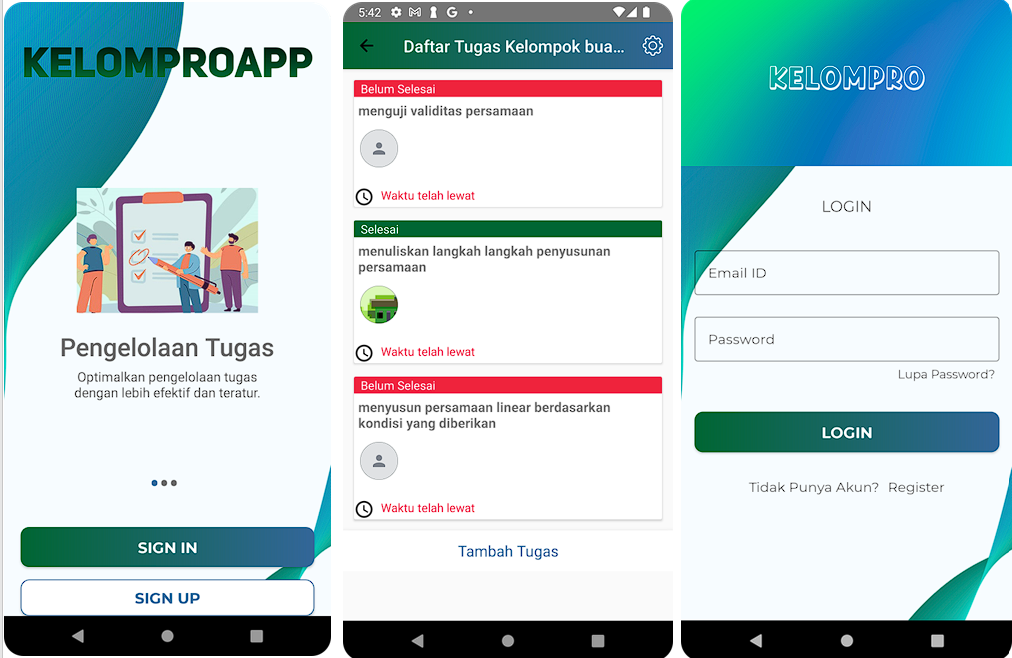 KELOMPROAPP
Pengelolaan Tugas
Optimalkan pengelolaan tugas
dengan lebih efektif dan teratur.
SIGN IN
SIGN UP
5:42
Daftar Tugas Kelompok bua...
Belum Selesai
menguji validitas persamaan
Waktu telah lewat
Selesai
menuliskan langkah langkah penyusunan
persamaan
Waktu telah lewat
Belum Selesai
menyusun persamaan linear berdasarkan
kondisi yang diberikan
Waktu telah lewat
Tambah Tugas
KELOMPRO
LOGIN
Email ID
Password
Lupa Password?
LOGIN
Tidak Punya Akun? Register